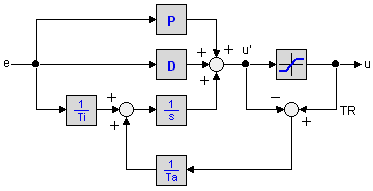 P
+ +
e D + u' u
+
1/Ti + 1/s − TR
+ +
1/Ta